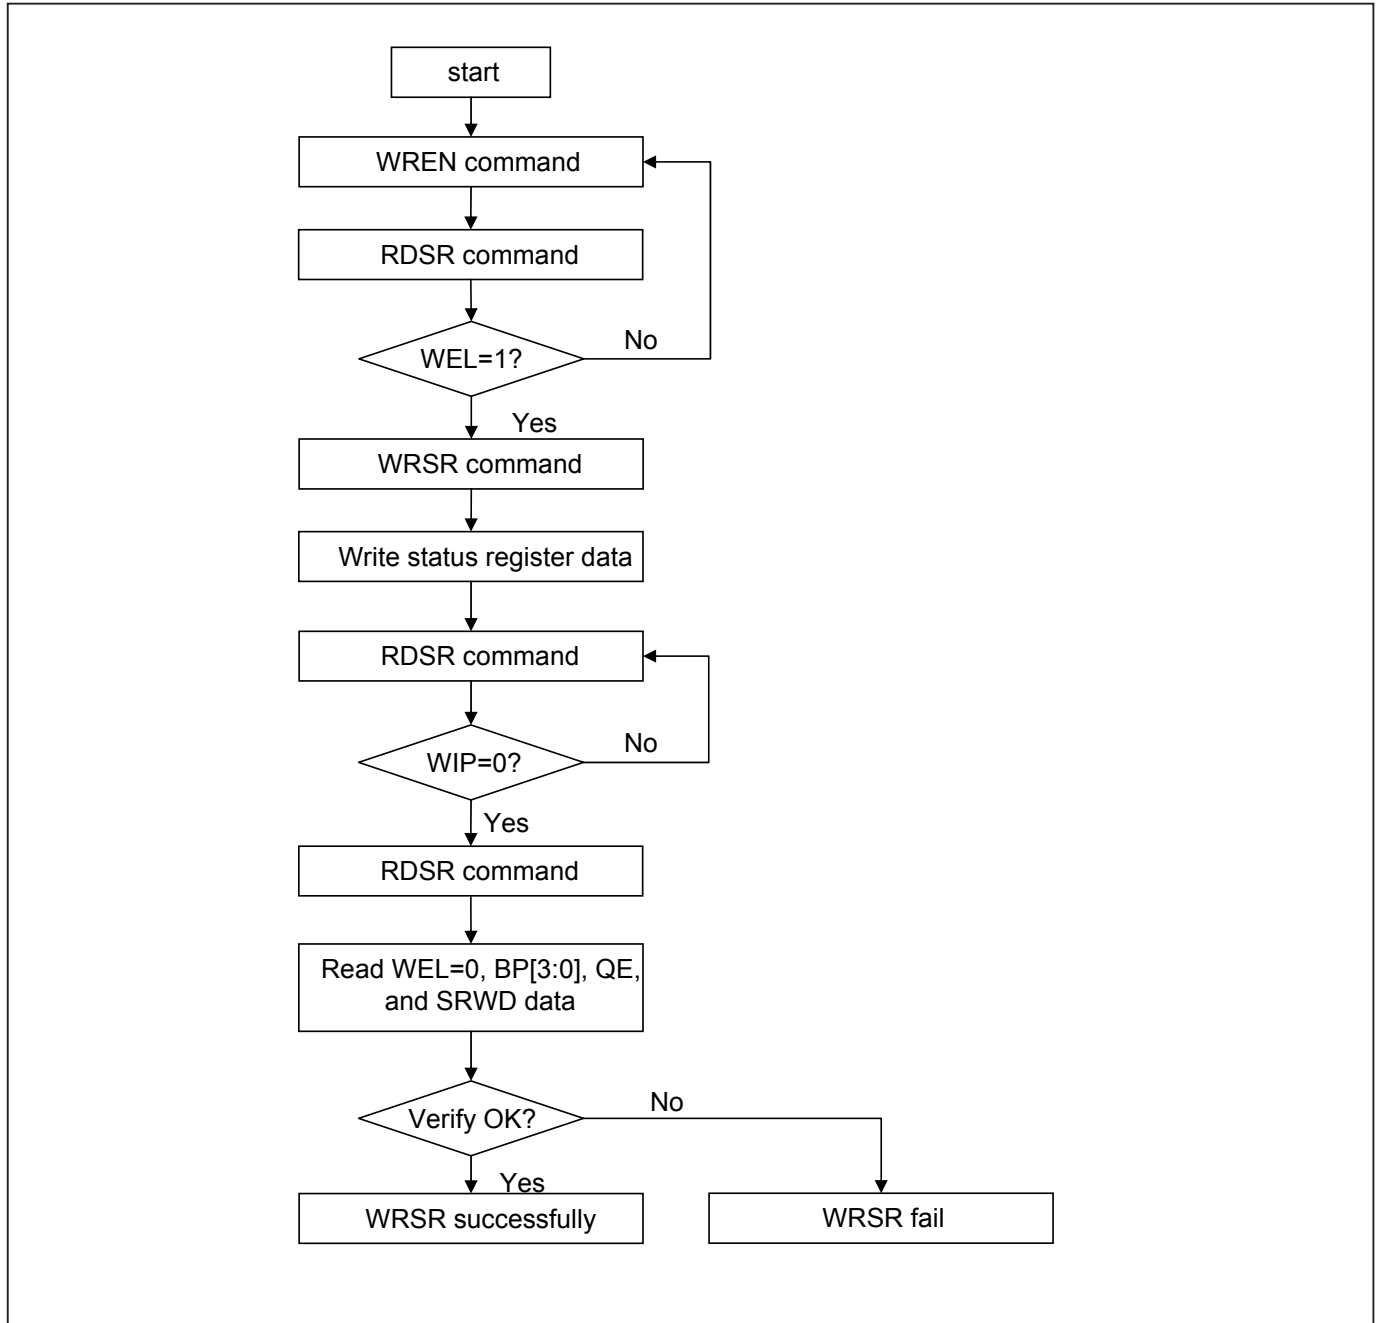 start
WREN command
RDSR command
WEL=1?
No
Yes
WRSR command
Write status register data
RDSR command
WIP=0?
No
Yes
RDSR command
Read WEL=0, BP[3:0], QE,
and SRWD data
Verify OK?
No
Yes
WRSR successfully
WRSR fail